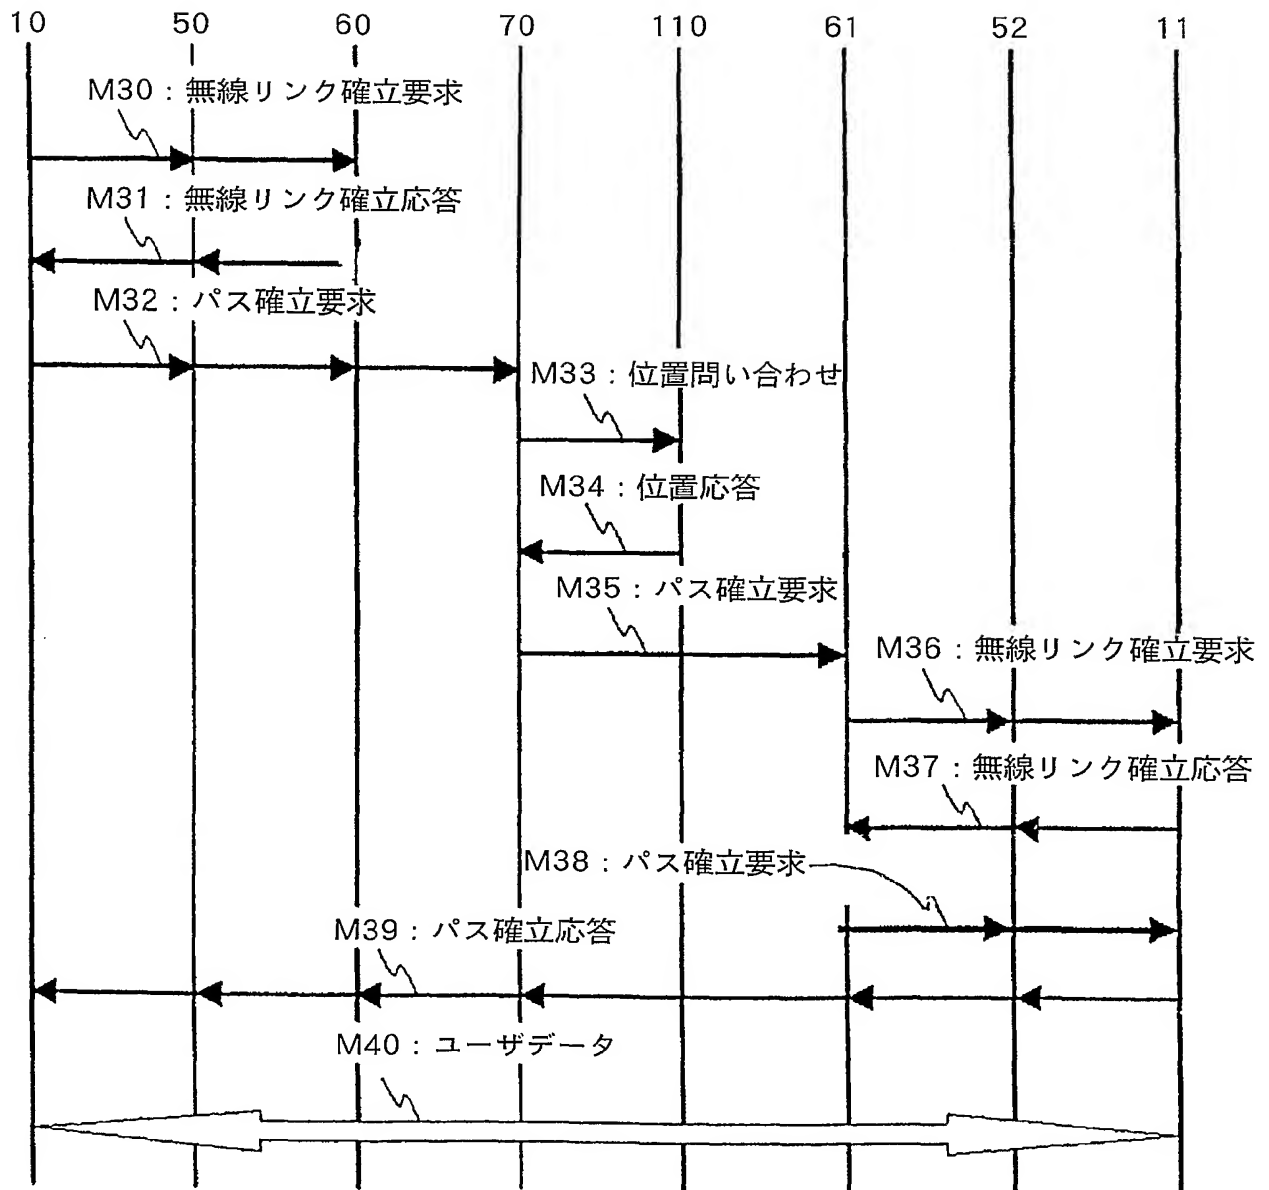 10 50 60 70 110 61 52 11
M30：無線リンク確立要求
M31：無線リンク確立応答
M32：パス確立要求
M33：位置問い合わせ
M34：位置応答
M35：パス確立要求
M36：無線リンク確立要求
M37：無線リンク確立応答
M38：パス確立要求
M39：パス確立応答
M40：ユーザデータ